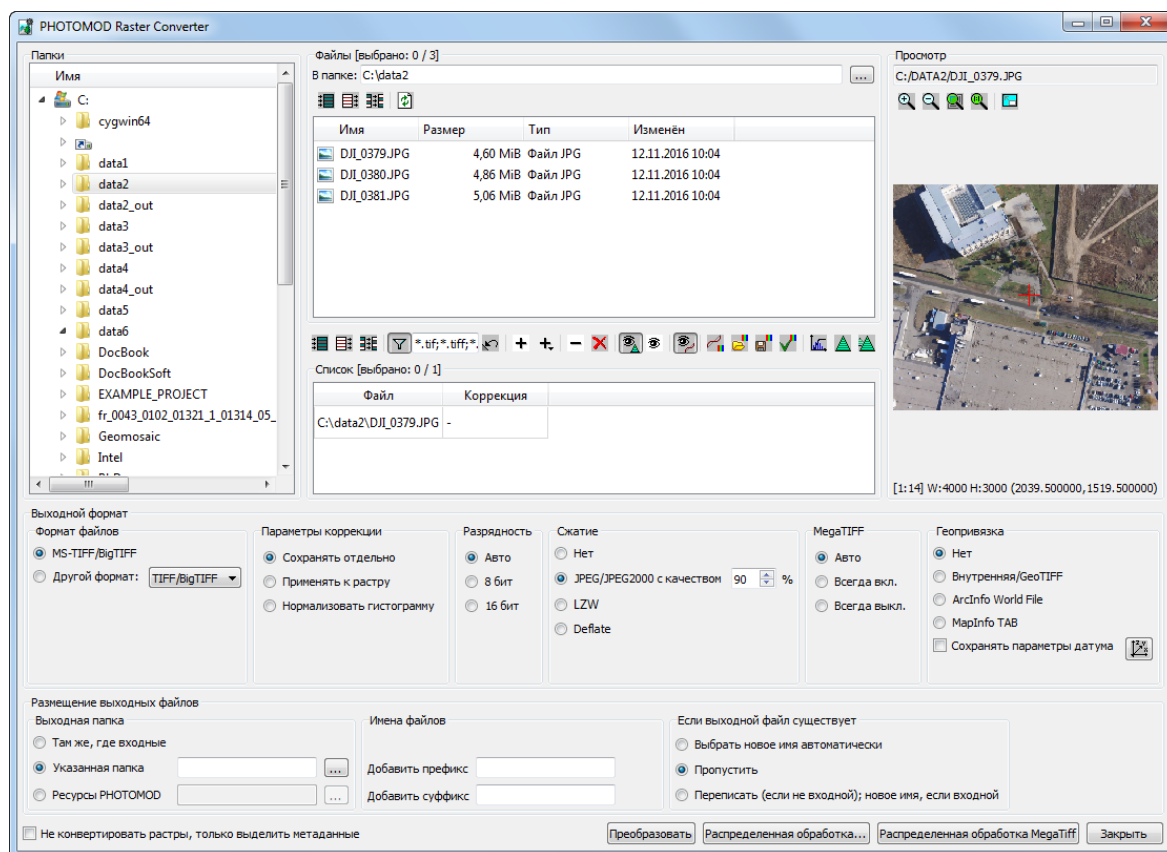 PHOTOMOD Raster Converter
Папки
Имя
C:
cygwin64
data1
data2
data2_out
data3
data3_out
data4
data4_out
data5
data6
DocBook
DocBookSoft
EXAMPLE_PROJECT
fr_0043_0102_01321_1_01314_05_
Geomosaic
Intel
Файлы [выбрано: 0 / 3]
В папке: C:\data2
...
Имя Размер Тип Изменён
DJI_0379.JPG 4,60 MiB Файл JPG 12.11.2016 10:04
DJI_0380.JPG 4,86 MiB Файл JPG 12.11.2016 10:04
DJI_0381.JPG 5,06 MiB Файл JPG 12.11.2016 10:04
*.tif;*.tiff;*.
Список [выбрано: 0 / 1]
Файл Коррекция
C:\data2\DJI_0379.JPG -
Просмотр
C:/DATA2/DJI_0379.JPG
[1:14] W:4000 H:3000 (2039.500000,1519.500000)
Выходной формат
Формат файлов
MS-TIFF/BigTIFF
Другой формат: TIFF/BigTIFF
Параметры коррекции
Сохранять отдельно
Применять к растру
Нормализовать гистограмму
Разрядность
Авто
8 бит
16 бит
Сжатие
Нет
JPEG/JPEG2000 с качеством 90 %
LZW
Deflate
MegaTIFF
Авто
Всегда вкл.
Всегда выкл.
Геопривязка
Нет
Внутренняя/GeoTIFF
ArcInfo World File
MapInfo TAB
Сохранять параметры датума
Размещение выходных файлов
Выходная папка
Там же, где входные
Указанная папка ...
Ресурсы PHOTOMOD ...
Имена файлов
Добавить префикс
Добавить суффикс
Если выходной файл существует
Выбрать новое имя автоматически
Пропустить
Переписать (если не входной); новое имя, если входной
Не конвертировать растры, только выделить метаданные
Преобразовать Распределенная обработка... Распределенная обработка MegaTiff Закрыть